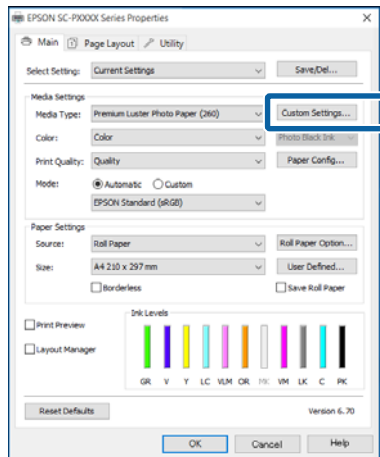 EPSON SC-PXXXX Series Properties
Main Page Layout Utility
Select Setting: Current Settings Save/Del...
Media Settings
Media Type: Premium Luster Photo Paper (260) Custom Settings...
Color: Color Photo Black Ink
Print Quality: Quality Paper Config...
Mode: Automatic Custom
EPSON Standard (sRGB)
Paper Settings
Source: Roll Paper Roll Paper Option...
Size: A4 210 x 297 mm User Defined...
Borderless Save Roll Paper
Ink Levels
Print Preview
Layout Manager
GR V Y LC VLM OR MK VM LK C PK
Reset Defaults Version 6.70
OK Cancel Help